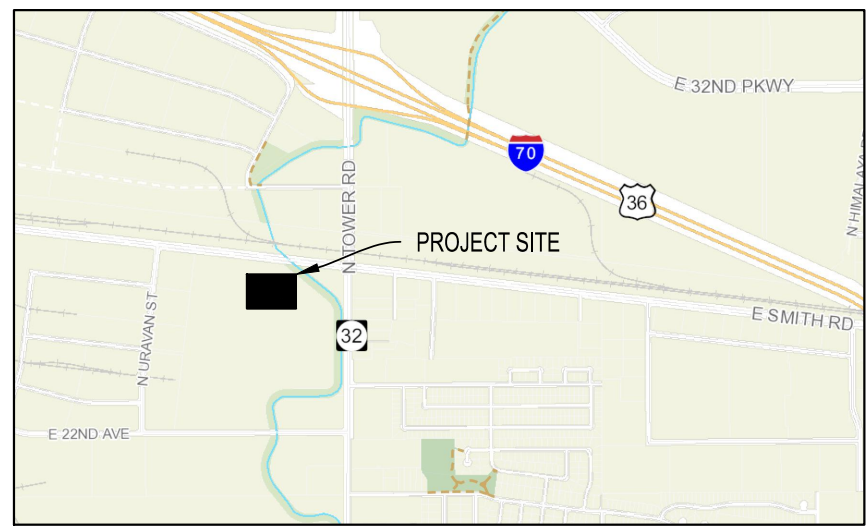 E 32ND PKWY
70
36
N TOWER RD
PROJECT SITE
E SMITH RD
N URAVAN ST
32
E 22ND AVE